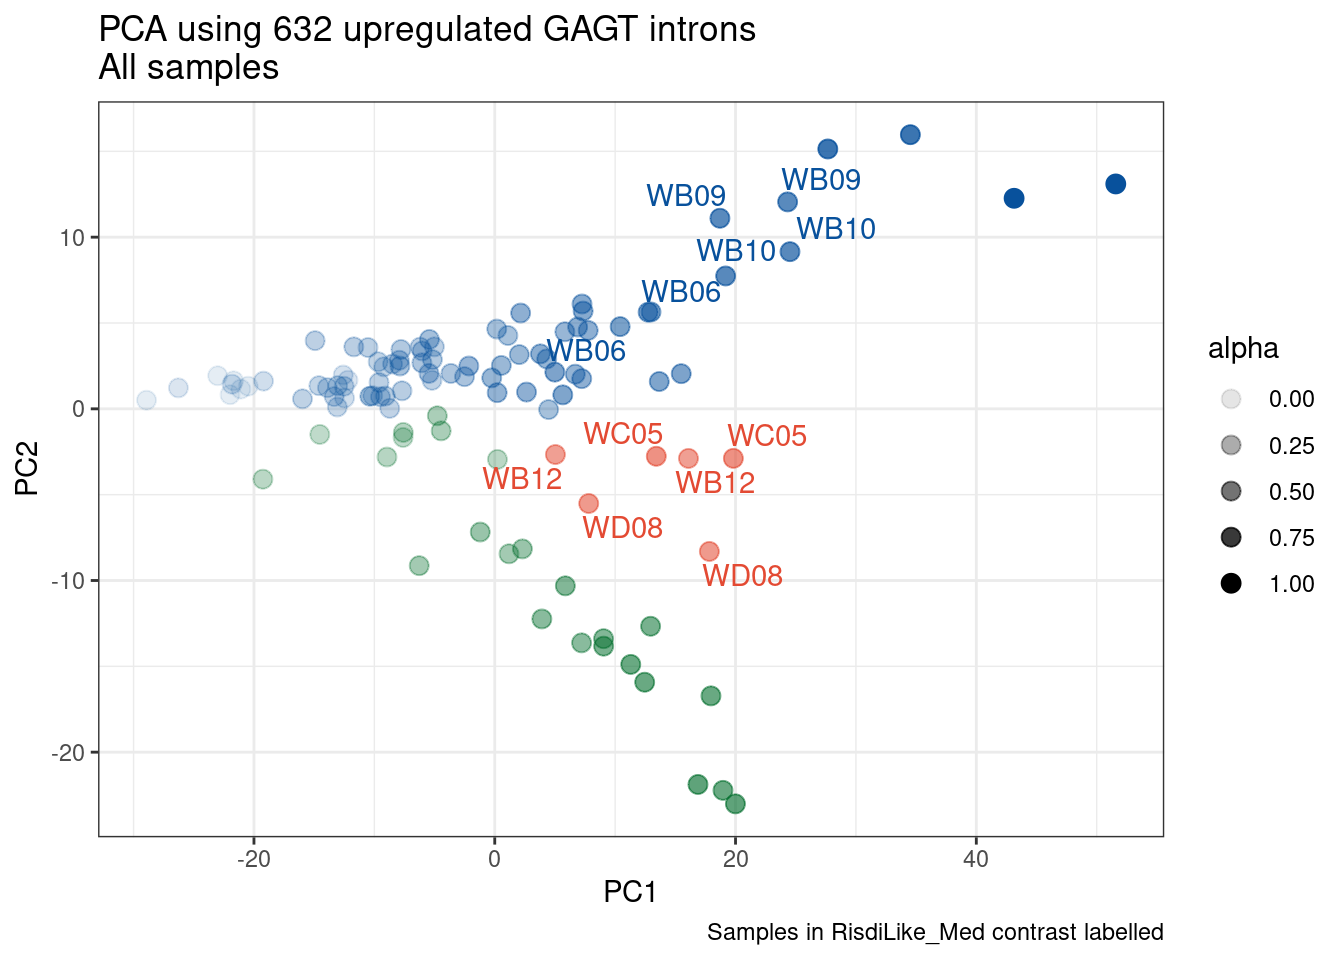 PCA using 632 upregulated GAGT introns
All samples
WB09
WB09
WB10
WB10
WB06
WB06
WC05
WC05
WB12
WB12
WD08
WD08
10
0
-10
-20
PC2
-20
0
20
40
PC1
alpha
0.00
0.25
0.50
0.75
1.00
Samples in RisdiLike_Med contrast labelled